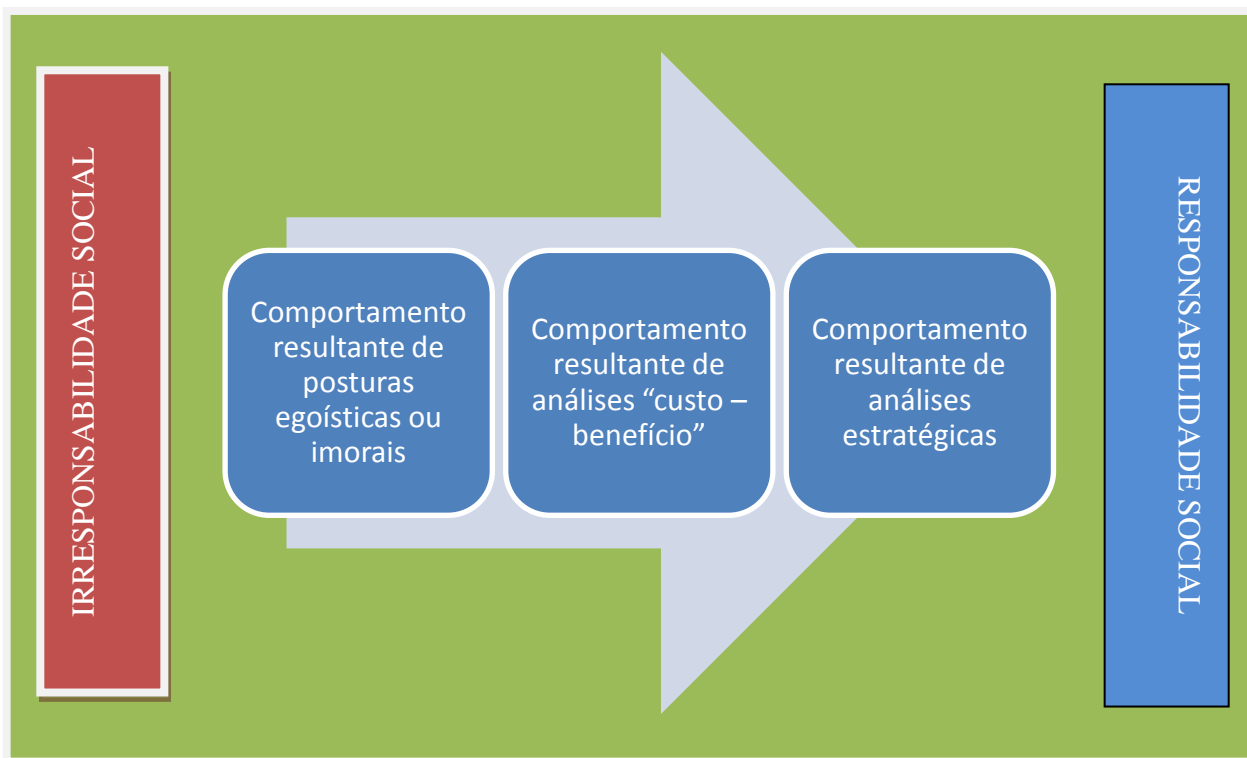 IRRESPONSABILIDADE SOCIAL
Comportamento
resultante de
posturas
egoísticas ou
imorais
Comportamento
resultante de
análises “custo –
benefício”
Comportamento
resultante de
análises
estratégicas
RESPONSABILIDADE SOCIAL